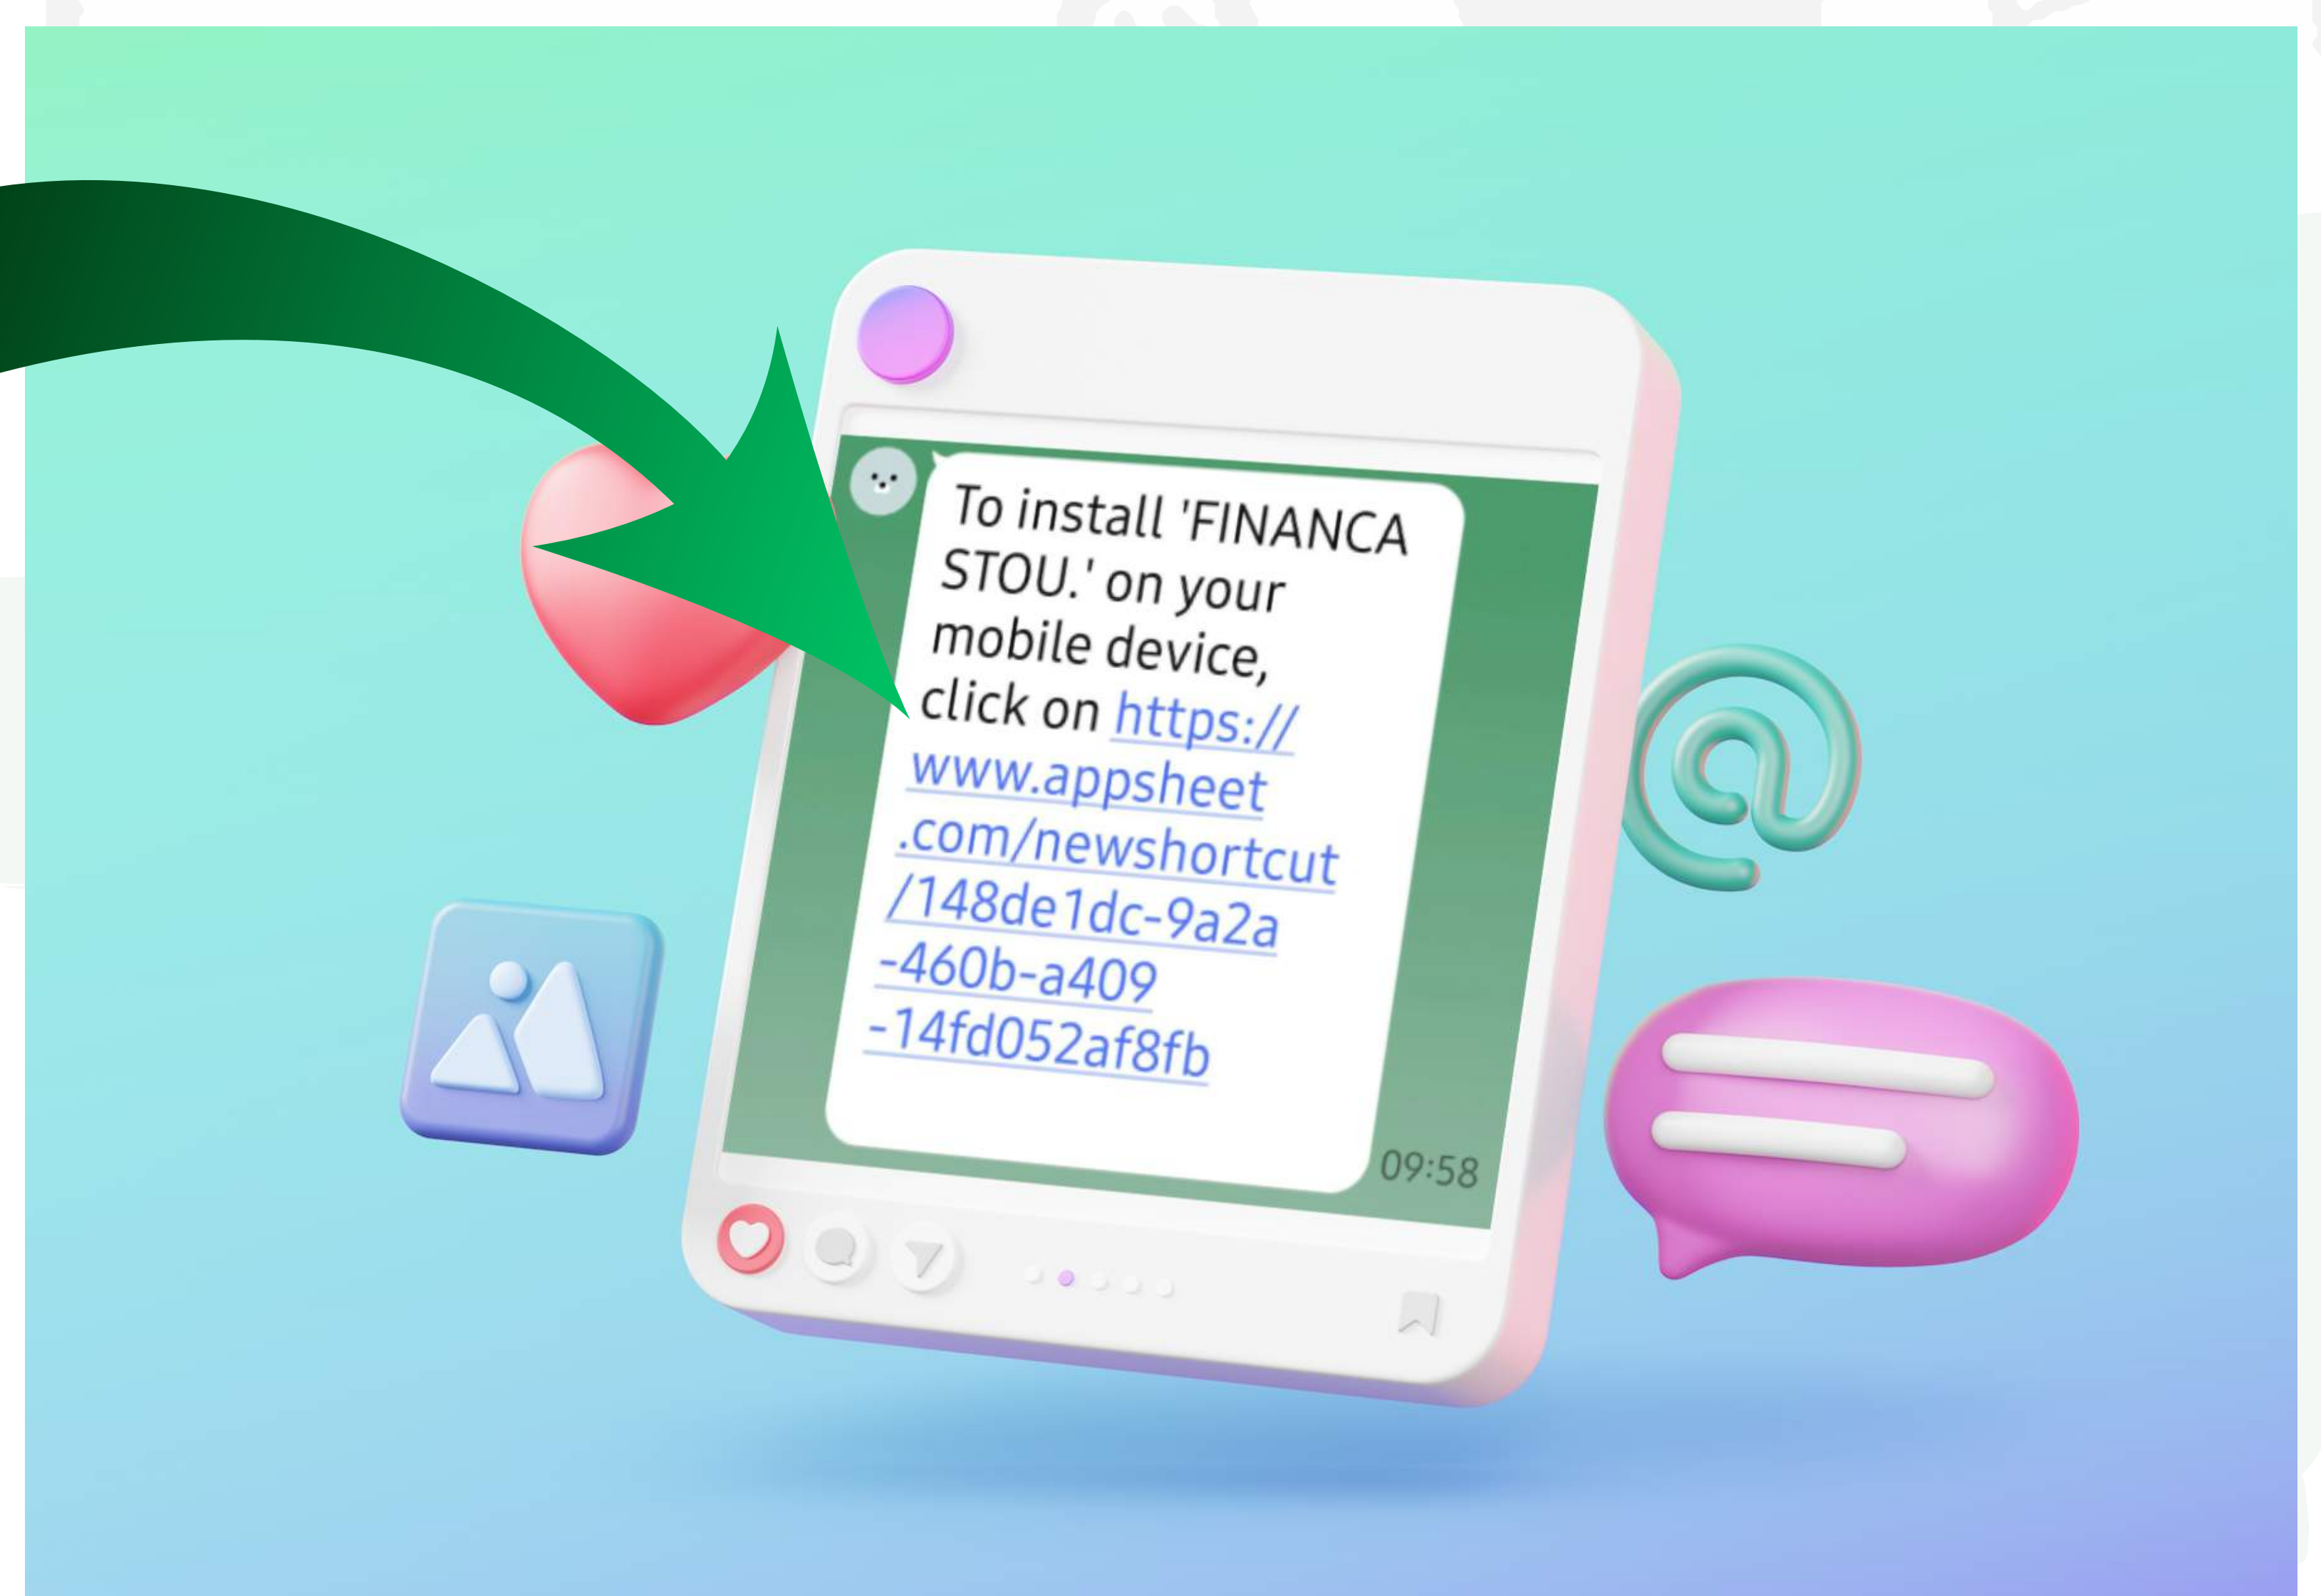 To install 'FINANCA
STOU.' on your
mobile device,
click on https://
www.appsheet
.com/newshortcut
/148de1dc-9a2a
-460b-a409
-14fd052af8fb
09:58